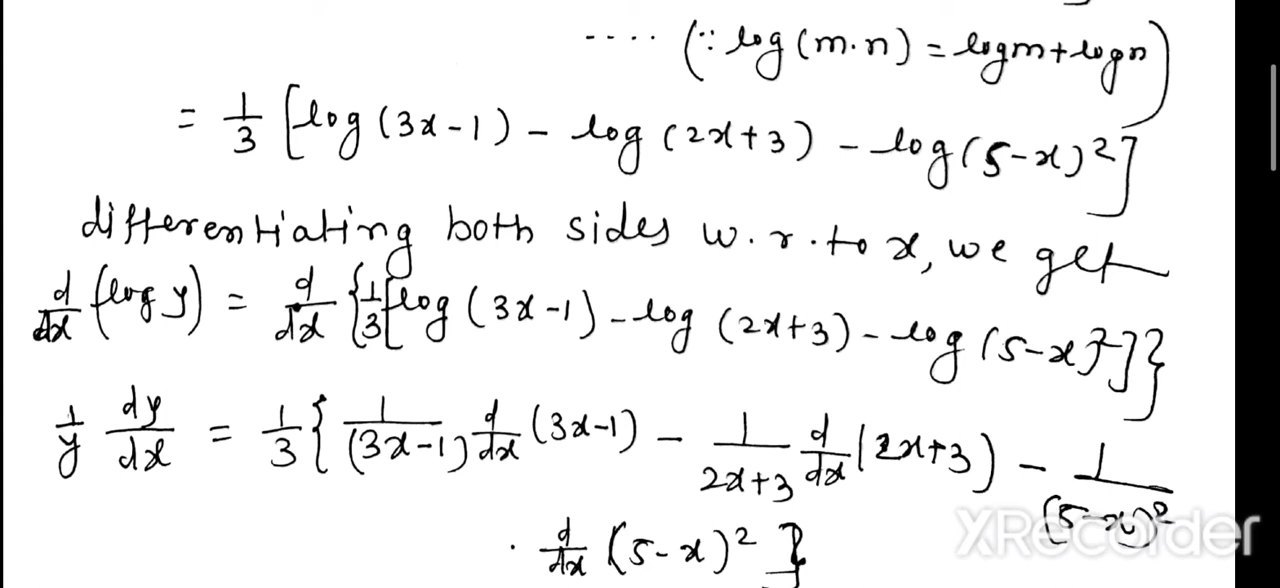 .... (∵ log(m·n) = logm+logn)
= 1/3 [log(3x-1) - log(2x+3) - log(5-x)²]
differentiating both sides w.r.to x, we get
d/dx (log y) = d/dx {1/3[log(3x-1) - log(2x+3) - log(5-x)²]}
1/y dy/dx = 1/3 { 1/(3x-1) d/dx (3x-1) - 1/2x+3 d/dx (2x+3) - 1/(5-x)²
· d/dx (5-x)² }
XRecorder